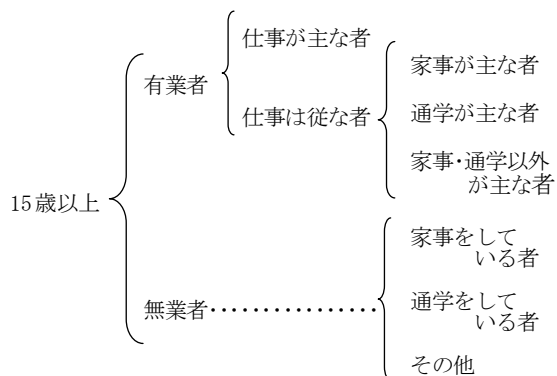 仕事が主な者
有業者
仕事は従な者
家事が主な者
通学が主な者
家事・通学以外
が主な者
15歳以上
家事をして
いる者
無業者・・・・・・・・・・・・・・
通学をして
いる者
その他